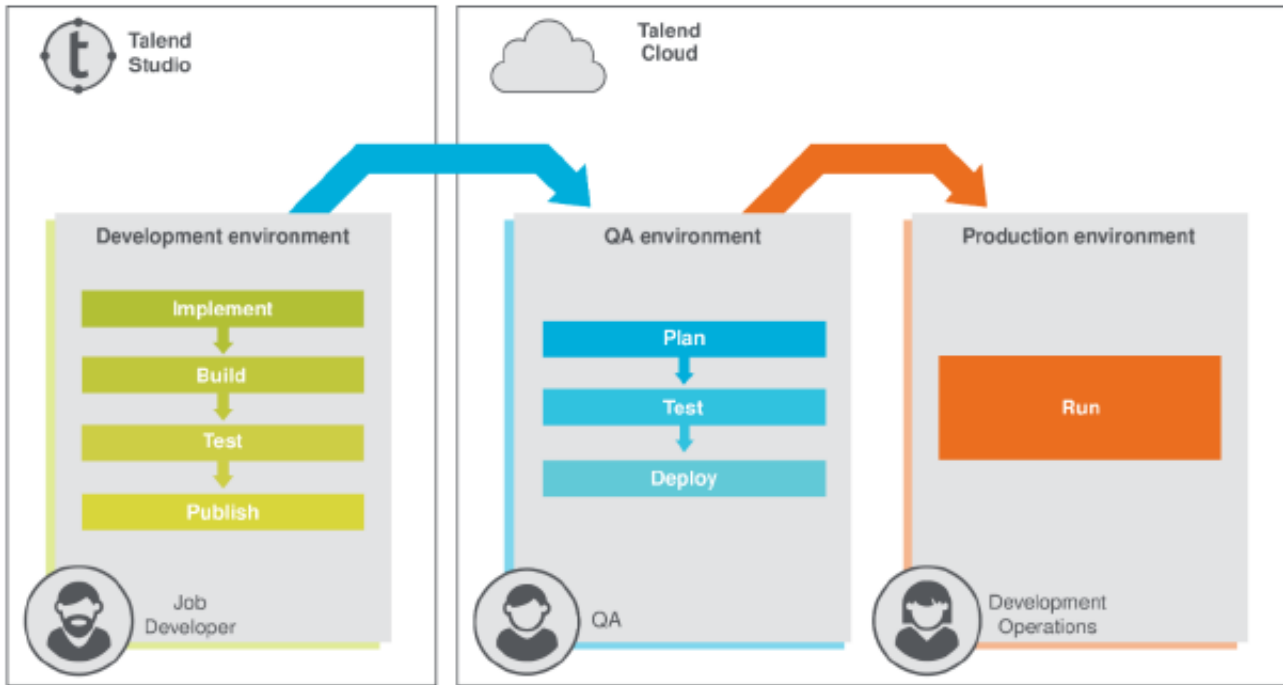 Talend
Studio
Talend
Cloud
Development environment
Implement
Build
Test
Publish
Job
Developer
QA environment
Plan
Test
Deploy
QA
Production environment
Run
Development
Operations